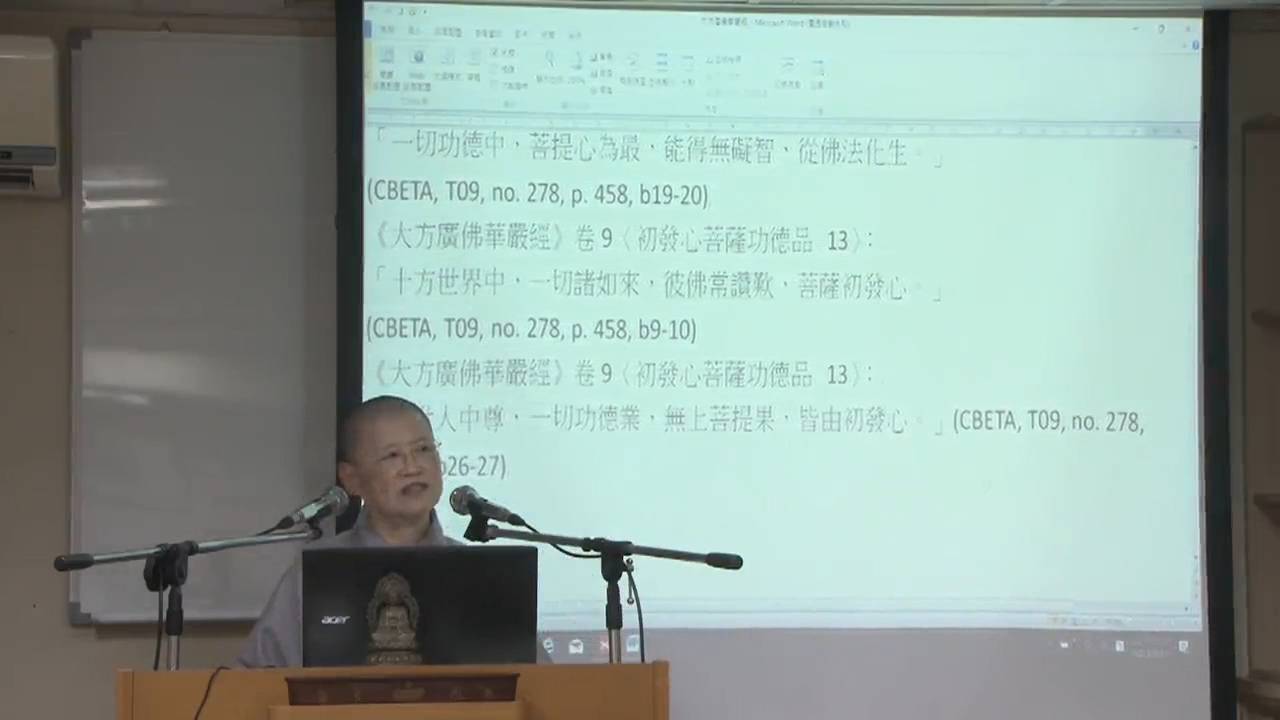 Microsoft Word
「一切功德中，菩提心為最，能得無礙智，從佛法化生。」
(CBETA, T09, no. 278, p. 458, b19-20)
《大方廣佛華嚴經》卷 9〈初發心菩薩功德品 13〉：
「十方世界中，一切諸如來，彼佛常讚歎，菩薩初發心。」
(CBETA, T09, no. 278, p. 458, b9-10)
《大方廣佛華嚴經》卷 9〈初發心菩薩功德品 13〉：
人中尊，一切功德業，無上菩提果，皆由初發心。」(CBETA, T09, no. 278,
b26-27)
acer